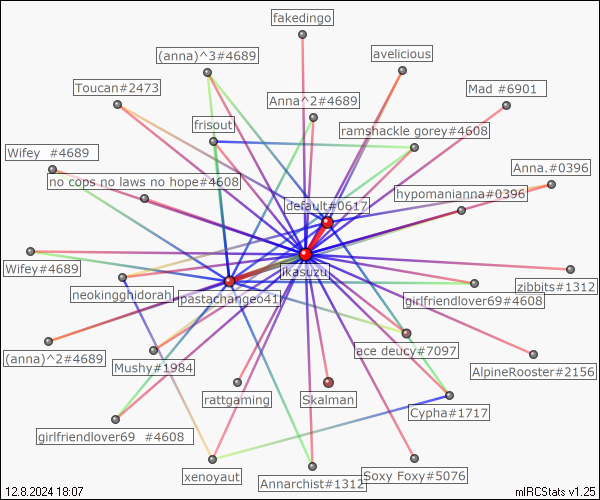 fakedingo
(anna)^3#4689
avelicious
Toucan#2473
Mad #6901
Anna^2#4689
frisout
ramshackle gorey#4608
Wifey #4689
Anna.#0396
no cops no laws no hope#4608
hypomanianna#0396
default#0617
ikasuzu
Wifey#4689
zibbits#1312
neokingghidorah
pastachangeo41
girlfriendlover69#4608
(anna)^2#4689
ace deucy#7097
Mushy#1984
AlpineRooster#2156
rattgaming
Skalman
Cypha#1717
girlfriendlover69 #4608
xenoyaut
Annarchist#1312
Soxy Foxy#5076
12.8.2024 18:07
mIRCStats v1.25